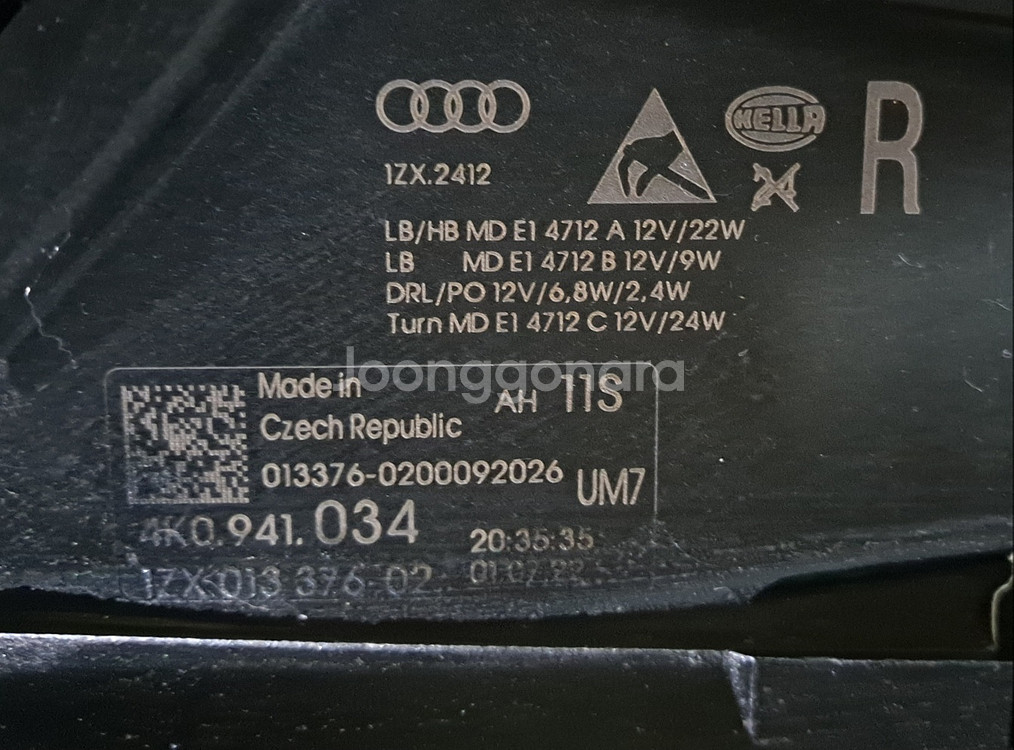 1ZX.2412
HELLA
R
LB/HB MD E1 4712 A 12V/22W
LB MD E1 4712 B 12V/9W
DRL/PO 12V/6,8W/2,4W
Turn MD E1 4712 C 12V/24W
loonggonara
Made in
Czech Republic
AH 11S
013376-0200092026
UM7
4K0.941.034
20:35:35